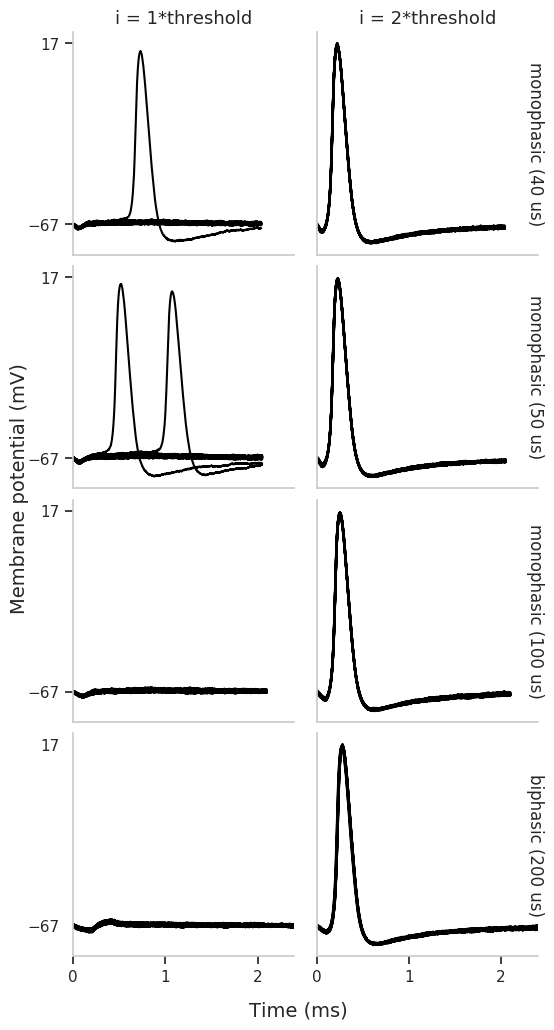 i = 1*threshold
i = 2*threshold
17
−67
monophasic (40 us)
17
−67
monophasic (50 us)
Membrane potential (mV)
17
−67
monophasic (100 us)
17
−67
biphasic (200 us)
0 1 2
0 1 2
Time (ms)